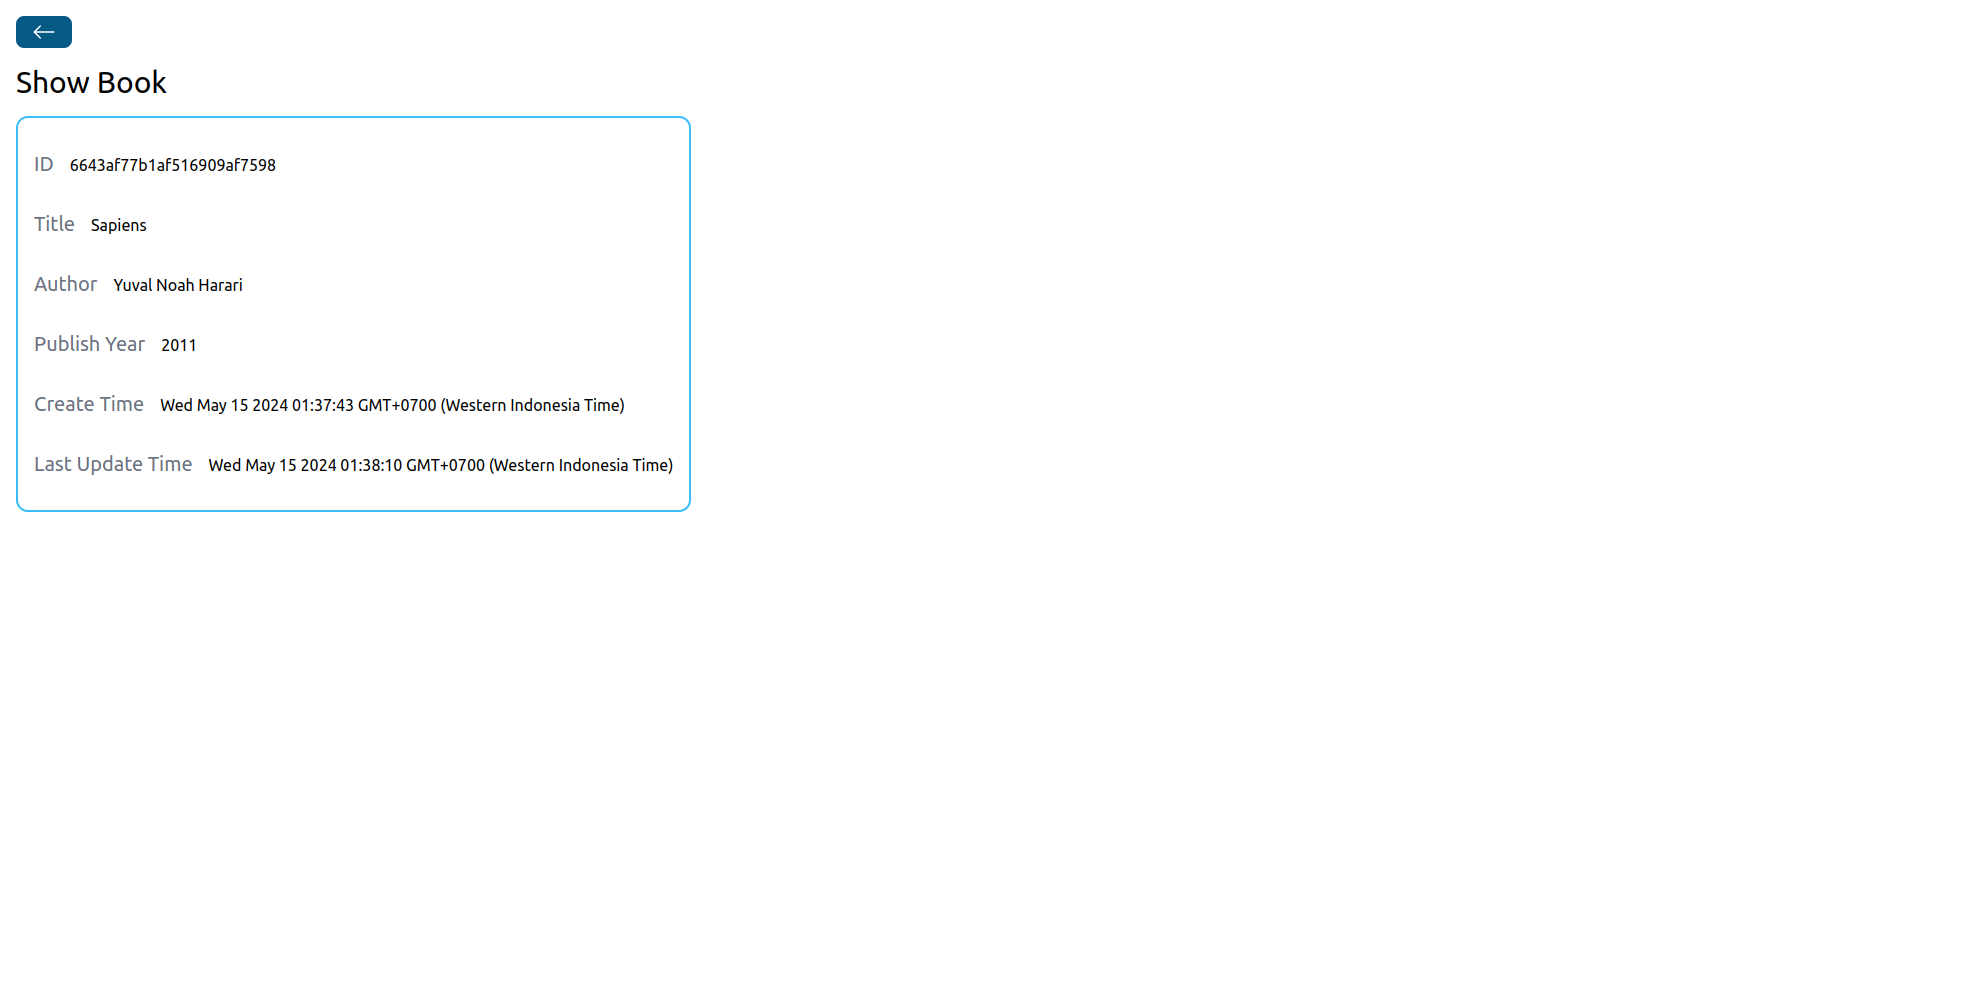 Show Book
ID 6643af77b1af516909af7598
Title Sapiens
Author Yuval Noah Harari
Publish Year 2011
Create Time Wed May 15 2024 01:37:43 GMT+0700 (Western Indonesia Time)
Last Update Time Wed May 15 2024 01:38:10 GMT+0700 (Western Indonesia Time)